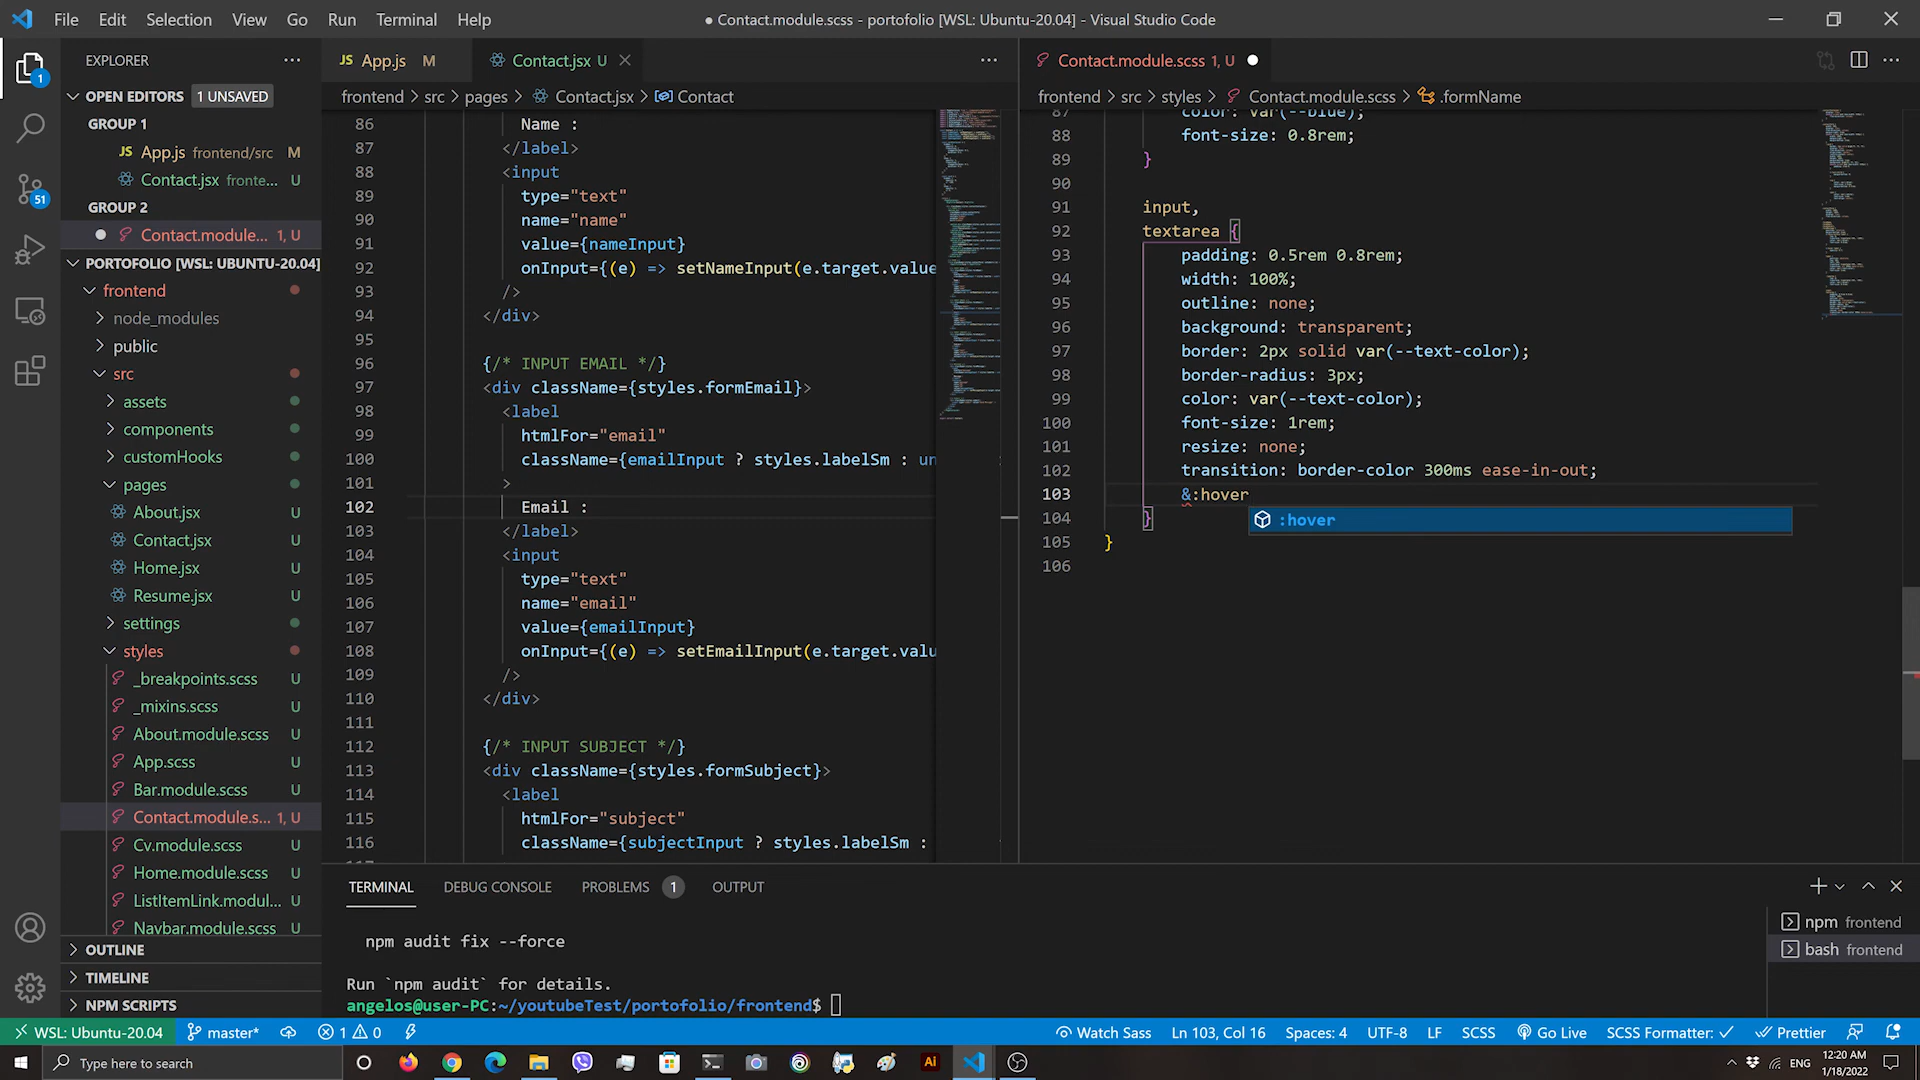 File Edit Selection View Go Run Terminal Help
● Contact.module.scss - portofolio [WSL: Ubuntu-20.04] - Visual Studio Code
EXPLORER
OPEN EDITORS 1 UNSAVED
GROUP 1
JS App.js frontend/src M
Contact.jsx fronte... U
GROUP 2
Contact.module... 1, U
PORTOFOLIO [WSL: UBUNTU-20.04]
frontend
node_modules
public
src
assets
components
customHooks
pages
About.jsx U
Contact.jsx U
Home.jsx U
Resume.jsx U
settings
styles
_breakpoints.scss U
_mixins.scss U
About.module.scss U
App.scss U
Bar.module.scss U
Contact.module.s... 1, U
Cv.module.scss U
Home.module.scss U
ListItemLink.modul... U
Navbar.module.scss U
OUTLINE
TIMELINE
NPM SCRIPTS
1
51
JS App.js M
Contact.jsx U
frontend > src > pages > Contact.jsx > Contact
86 Name :
87 </label>
88 <input
89 type="text"
90 name="name"
91 value={nameInput}
92 onInput={(e) => setNameInput(e.target.value
93 />
94 </div>
95
96 {/* INPUT EMAIL */}
97 <div className={styles.formEmail}>
98 <label
99 htmlFor="email"
100 className={emailInput ? styles.labelSm : un
101 >
102 Email :
103 </label>
104 <input
105 type="text"
106 name="email"
107 value={emailInput}
108 onInput={(e) => setEmailInput(e.target.valu
109 />
110 </div>
111
112 {/* INPUT SUBJECT */}
113 <div className={styles.formSubject}>
114 <label
115 htmlFor="subject"
116 className={subjectInput ? styles.labelSm :
Contact.module.scss 1, U
frontend > src > styles > Contact.module.scss > .formName
87 color: var(--blue);
88 font-size: 0.8rem;
89 }
90
91 input,
92 textarea {
93 padding: 0.5rem 0.8rem;
94 width: 100%;
95 outline: none;
96 background: transparent;
97 border: 2px solid var(--text-color);
98 border-radius: 3px;
99 color: var(--text-color);
100 font-size: 1rem;
101 resize: none;
102 transition: border-color 300ms ease-in-out;
103 &:hover
104 }
105 }
106
:hover
TERMINAL DEBUG CONSOLE PROBLEMS 1 OUTPUT
npm audit fix --force
Run `npm audit` for details.
angelos@user-PC:~/youtubeTest/portofolio/frontend$
npm frontend
bash frontend
WSL: Ubuntu-20.04 master* 1 0 Watch Sass Ln 103, Col 16 Spaces: 4 UTF-8 LF SCSS Go Live SCSS Formatter: ✓ Prettier
Type here to search
Ai
ENG
12:20 AM
1/18/2022